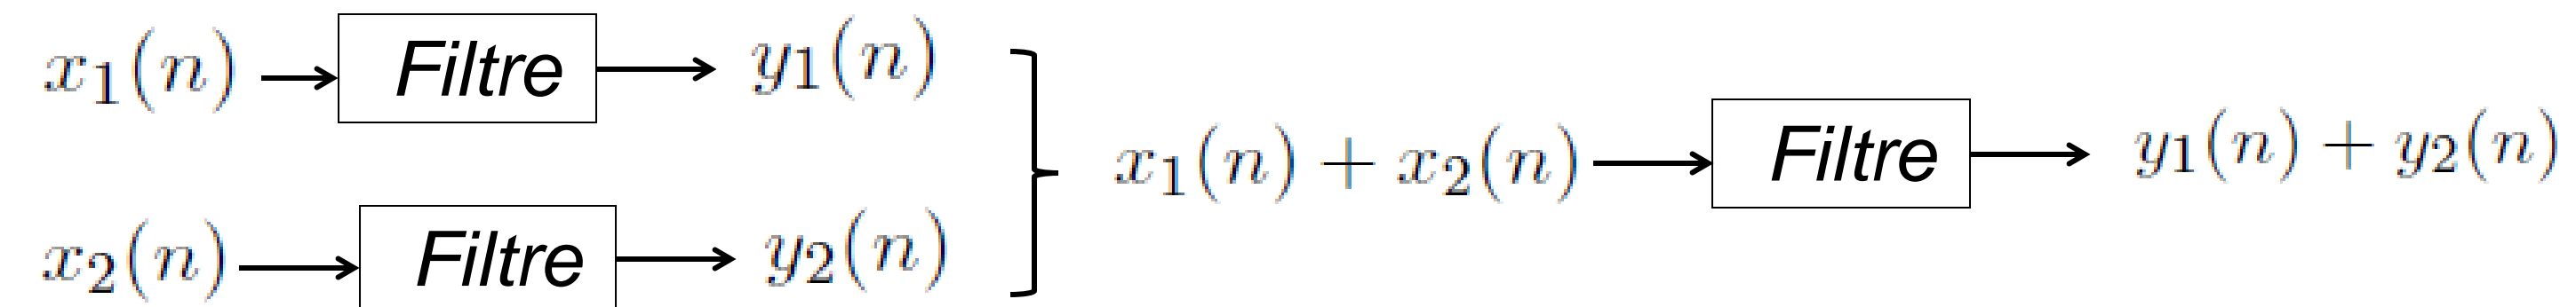 x₁(n) → Filtre → y₁(n)
x₁(n) + x₂(n) → Filtre → y₁(n) + y₂(n)
x₂(n) → Filtre → y₂(n)